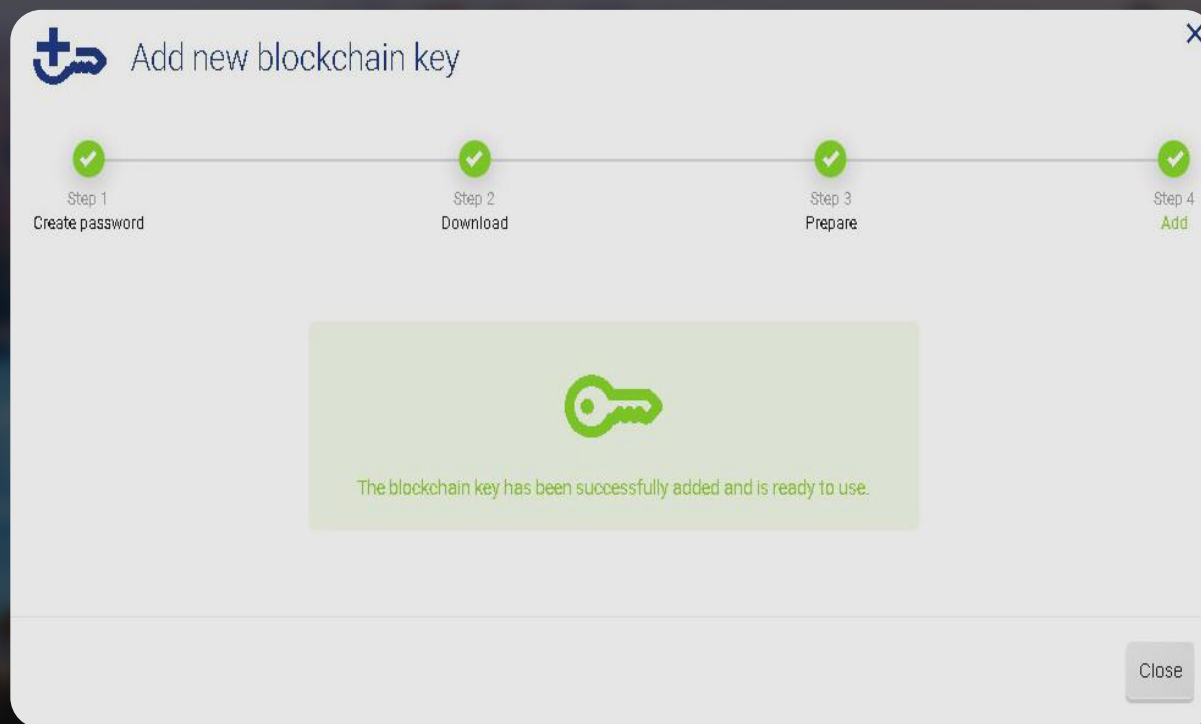 Add new blockchain key
Step 1
Create password
Step 2
Download
Step 3
Prepare
Step 4
Add
The blockchain key has been successfully added and is ready to use.
Close